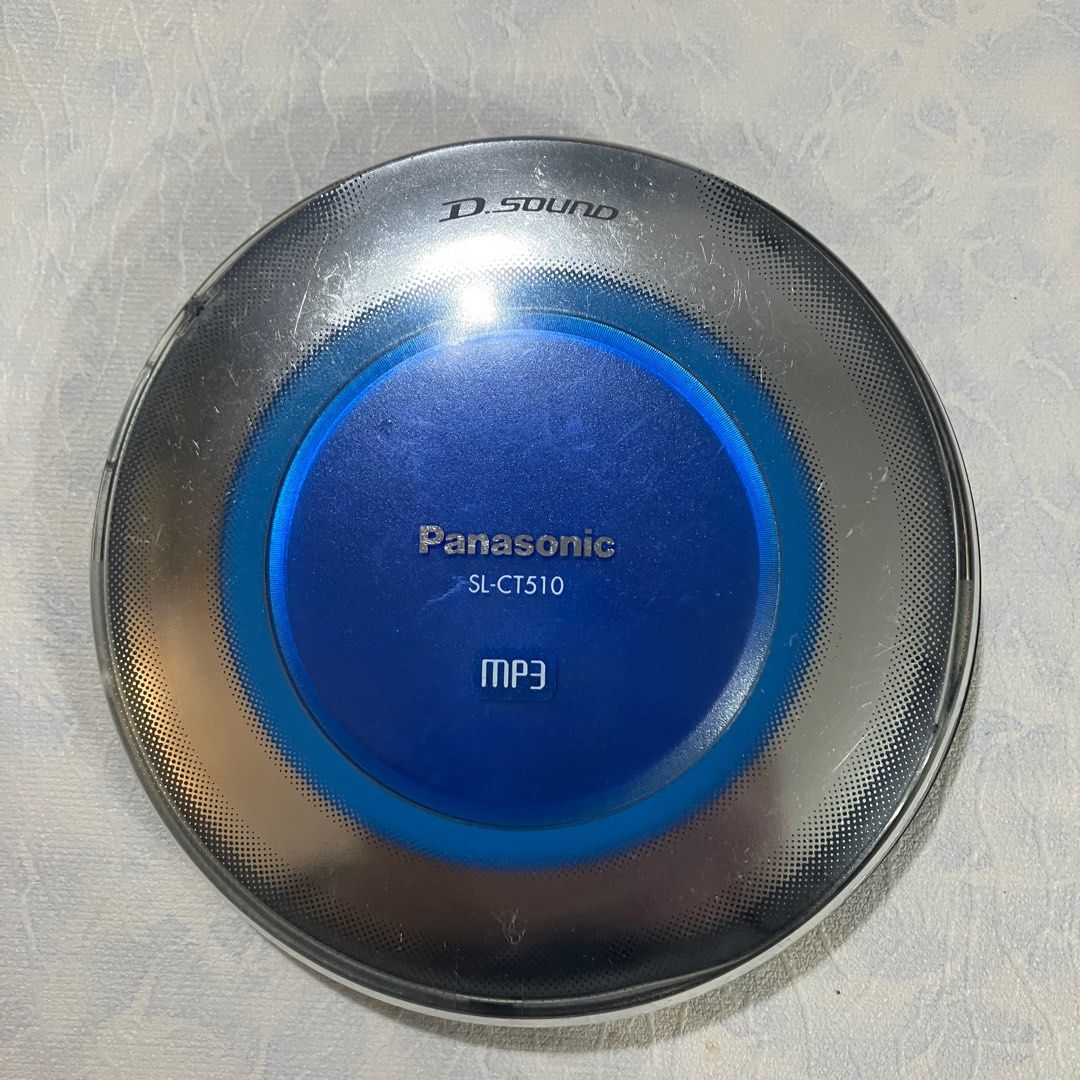 D.SOUND
Panasonic
SL-CT510
MP3